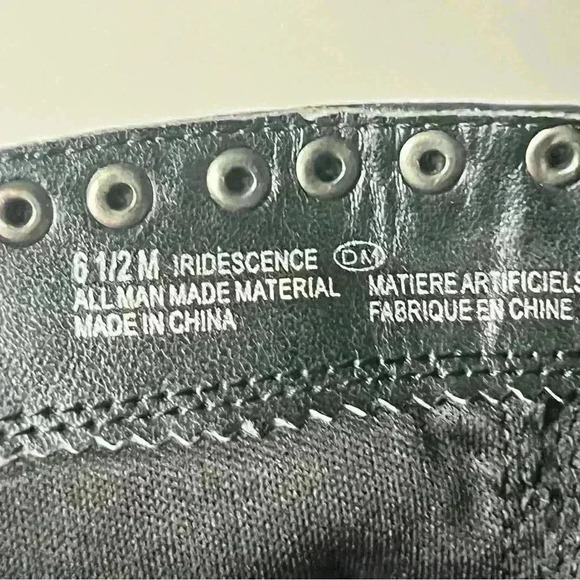 6 1/2 M IRIDESCENCE DM
ALL MAN MADE MATERIAL
MADE IN CHINA
MATIERE ARTIFICIELS
FABRIQUE EN CHINE